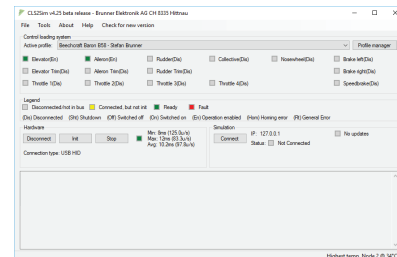 CLS2Sim v4.25 beta release - Brunner Elektronik AG CH 8335 Hittnau
File Tools About Help Check for new version
Control loading system
Active profile: Beechcraft Baron B58 - Stefan Brunner Profile manager
Elevator(En) Aileron(En) Rudder(Dis) Collective(Dis) Nosewheel(Dis) Brake left(Dis)
Elevator Trim(Dis) Aileron Trim(Dis) Rudder Trim(Dis) Brake right(Dis)
Throttle 1(Dis) Throttle 2(Dis) Throttle 3(Dis) Throttle 4(Dis) Speedbrake(Dis)
Legend
Disconnected/not in bus Connected, but not init Ready Fault
(Dis) Disconnected (Sht) Shutdown (Off) Switched off (On) Switched on (En) Operation enabled (Hom) Homing error (Flt) General Error
Hardware Simulation
Disconnect Init Stop Min: 8ms (125.0u/s) Max: 12ms (83.3u/s) Avg: 10.2ms (97.8u/s) Connect IP : 127.0.0.1 No updates
Status: Not Connected
Connection type: USB HID
Highest temp. Node 2 @ 34°C